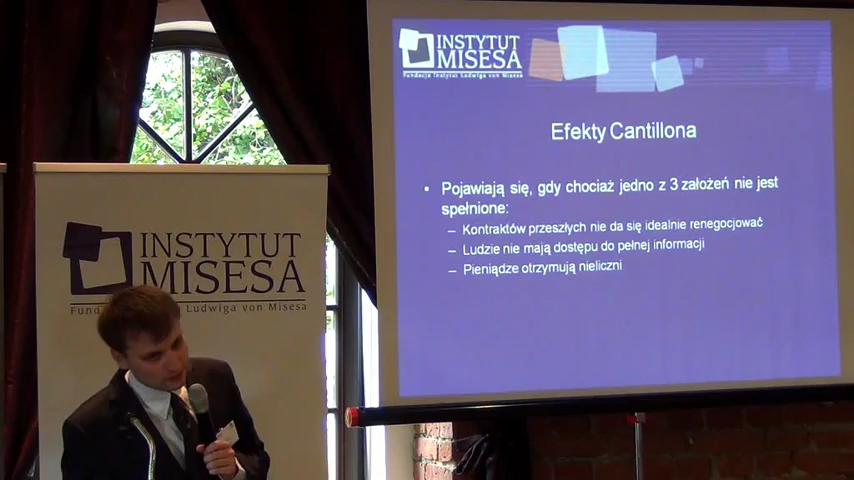 INSTYTUT
MISESA
Fundacja Instytut Ludwiga von Misesa
Efekty Cantillona
• Pojawiają się, gdy chociaż jedno z 3 założeń nie jest
spełnione:
– Kontraktów przeszłych nie da się idealnie renegocjować
– Ludzie nie mają dostępu do pełnej informacji
– Pieniądze otrzymują nieliczni
INSTYTUT
MISESA
Ludwiga von Misesa